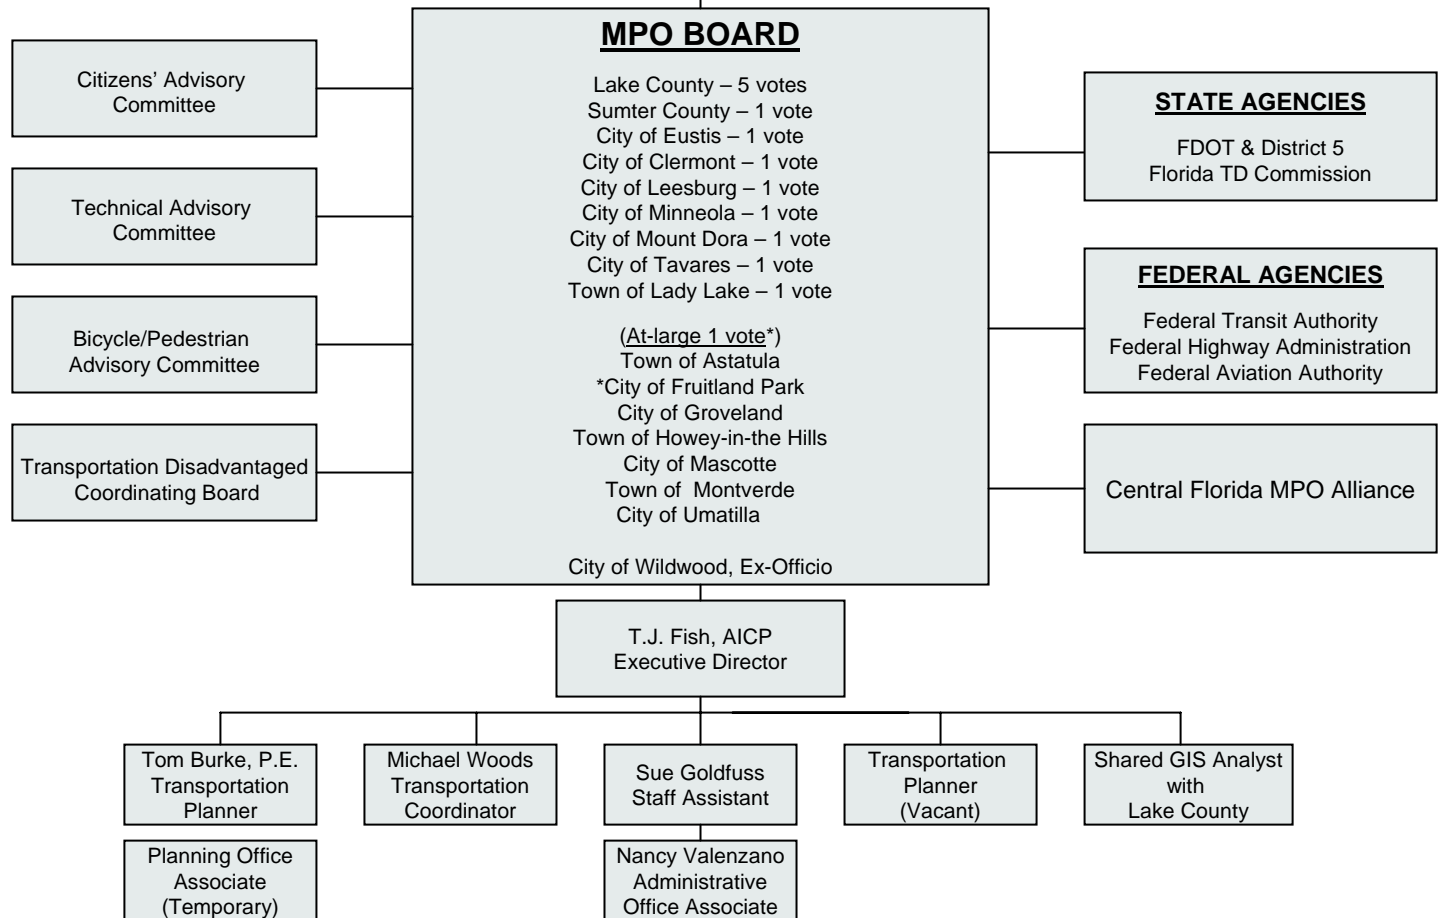 MPO BOARD
Lake County – 5 votes
Sumter County – 1 vote
City of Eustis – 1 vote
City of Clermont – 1 vote
City of Leesburg – 1 vote
City of Minneola – 1 vote
City of Mount Dora – 1 vote
City of Tavares – 1 vote
Town of Lady Lake – 1 vote
(At-large 1 vote*)
Town of Astatula
*City of Fruitland Park
City of Groveland
Town of Howey-in-the Hills
City of Mascotte
Town of Montverde
City of Umatilla
City of Wildwood, Ex-Officio
Citizens’ Advisory
Committee
Technical Advisory
Committee
Bicycle/Pedestrian
Advisory Committee
Transportation Disadvantaged
Coordinating Board
STATE AGENCIES
FDOT & District 5
Florida TD Commission
FEDERAL AGENCIES
Federal Transit Authority
Federal Highway Administration
Federal Aviation Authority
Central Florida MPO Alliance
T.J. Fish, AICP
Executive Director
Tom Burke, P.E.
Transportation
Planner
Michael Woods
Transportation
Coordinator
Sue Goldfuss
Staff Assistant
Transportation
Planner
(Vacant)
Shared GIS Analyst
with
Lake County
Planning Office
Associate
(Temporary)
Nancy Valenzano
Administrative
Office Associate